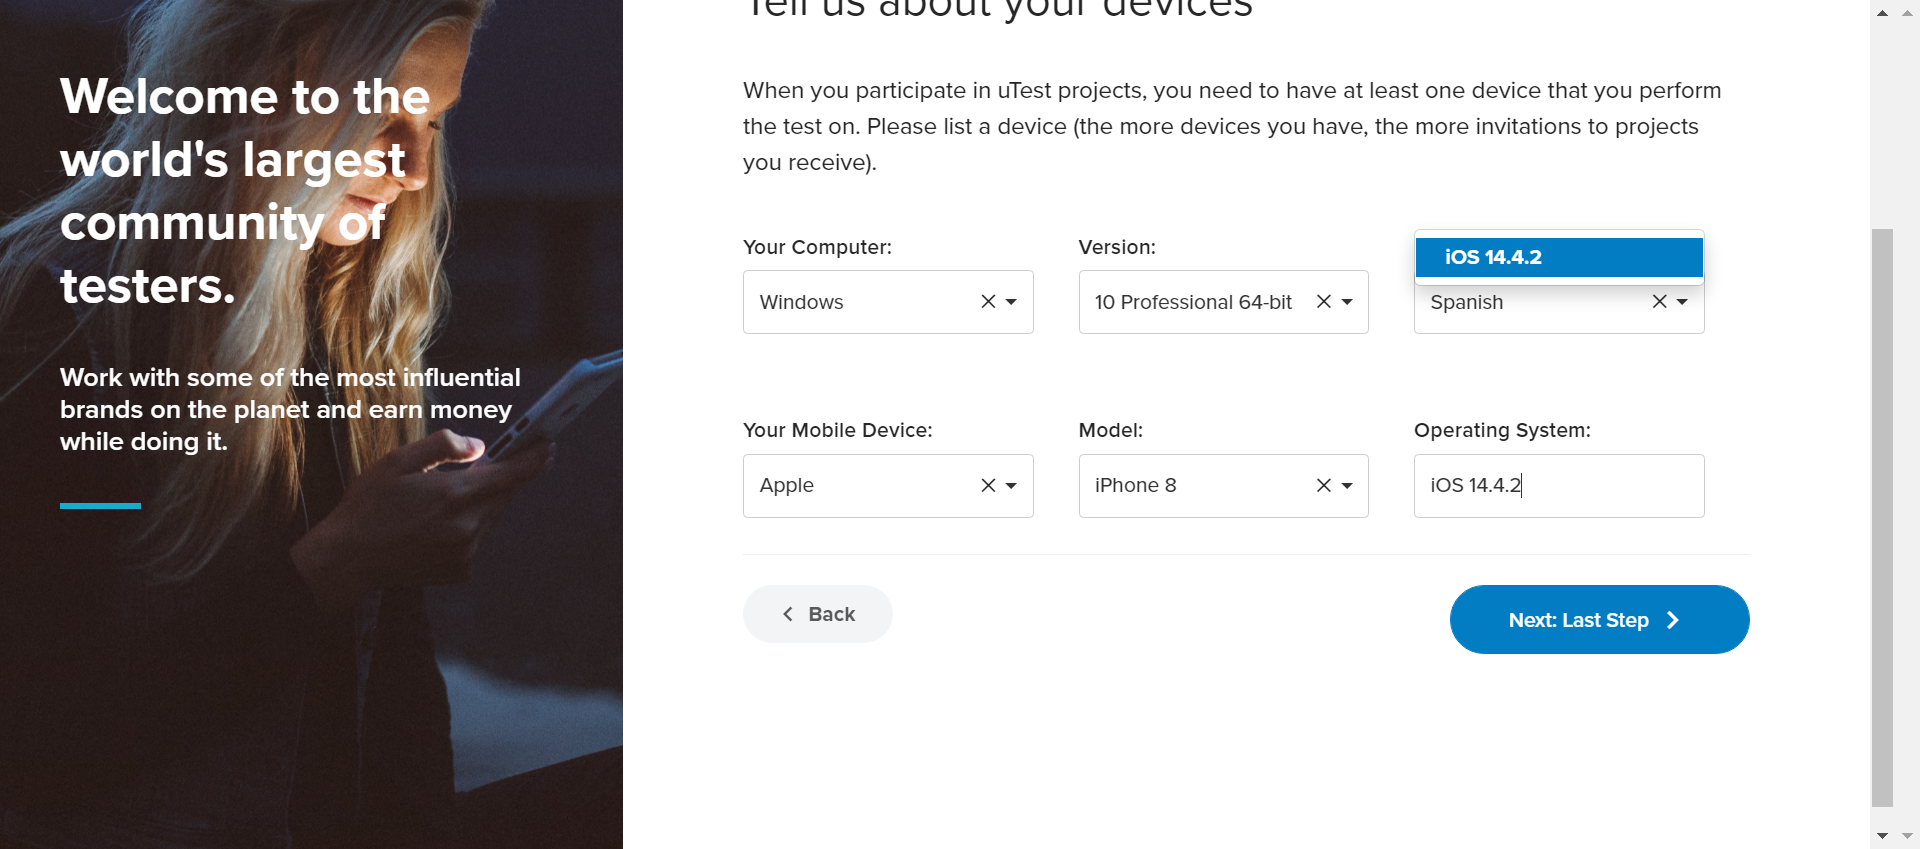 Welcome to the
world's largest
community of
testers.
Work with some of the most influential
brands on the planet and earn money
while doing it.
Tell us about your devices
When you participate in uTest projects, you need to have at least one device that you perform
the test on. Please list a device (the more devices you have, the more invitations to projects
you receive).
Your Computer:
Windows
Version:
10 Professional 64-bit
iOS 14.4.2
Spanish
Your Mobile Device:
Apple
Model:
iPhone 8
Operating System:
iOS 14.4.2
Back
Next: Last Step